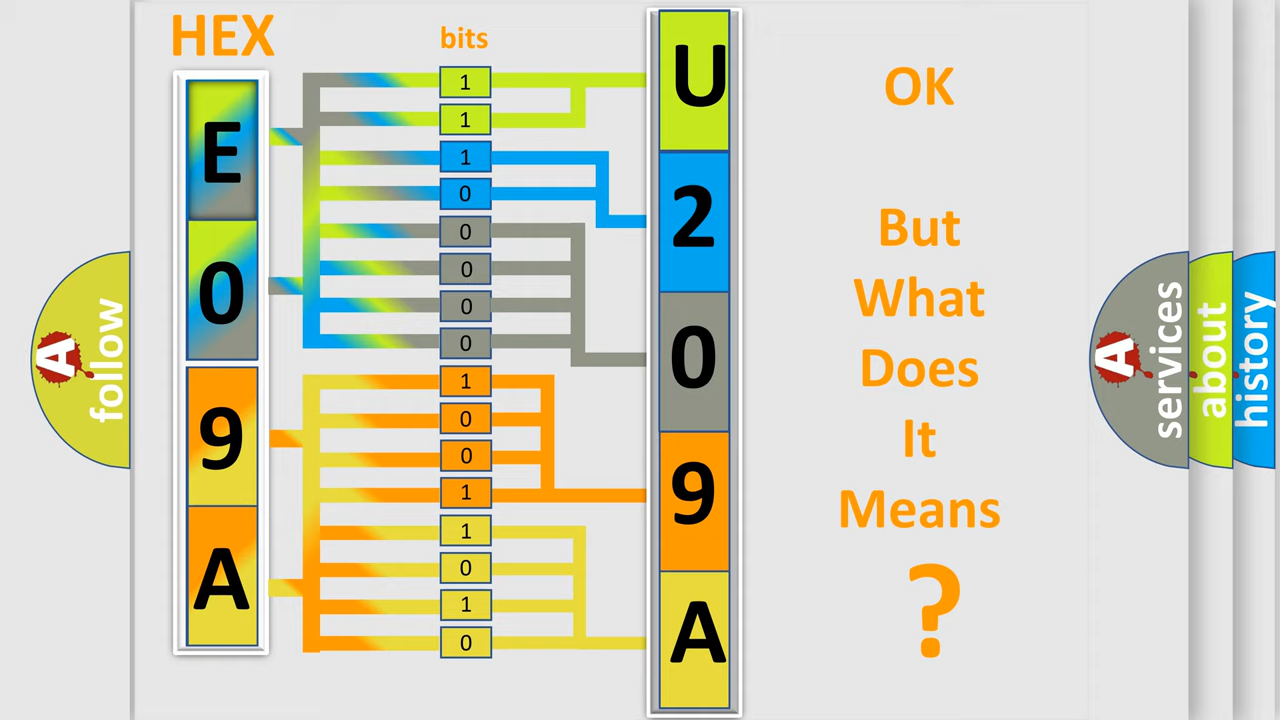 HEX
bits
E
0
9
A
1
1
1
0
0
0
0
0
1
0
0
1
1
0
1
0
U
2
0
9
A
OK
But
What
Does
It
Means
?
A
follow
A
services
about
history